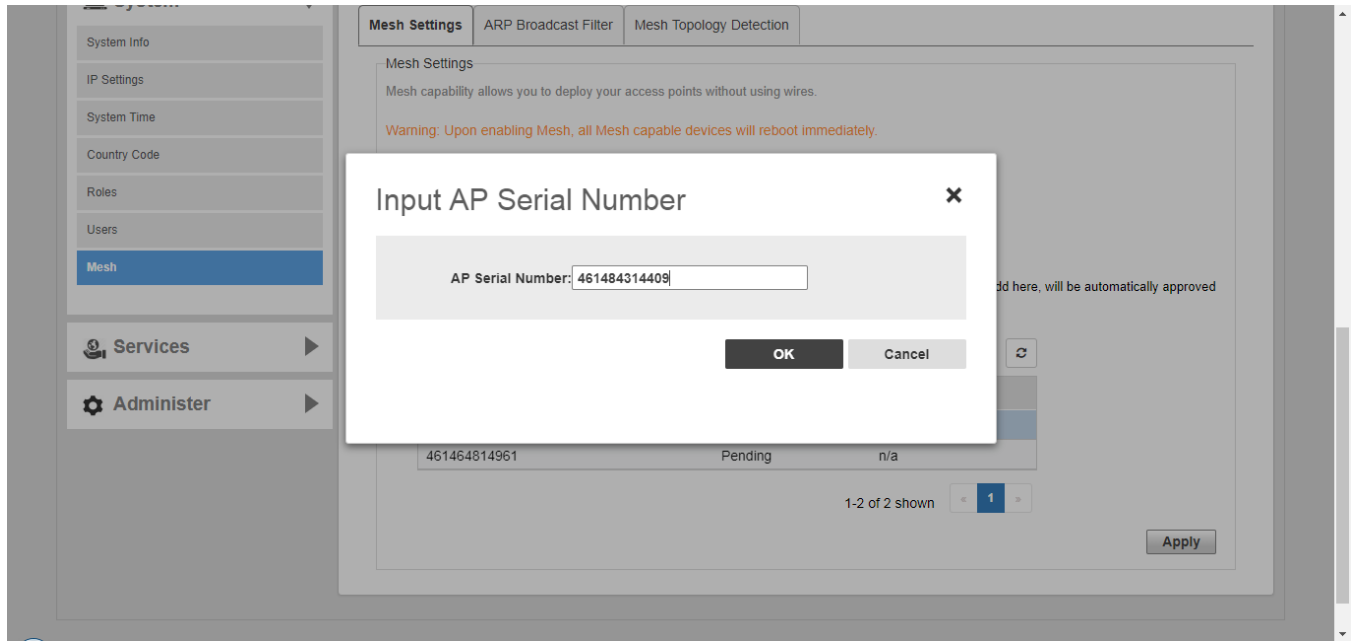 System
System Info
IP Settings
System Time
Country Code
Roles
Users
Mesh
Services
Administer
Mesh Settings
ARP Broadcast Filter
Mesh Topology Detection
Mesh Settings
Mesh capability allows you to deploy your access points without using wires.
Warning: Upon enabling Mesh, all Mesh capable devices will reboot immediately.
Input AP Serial Number
AP Serial Number: 461484314409
OK
Cancel
dd here, will be automatically approved
461464814961 Pending n/a
1-2 of 2 shown « 1 »
Apply